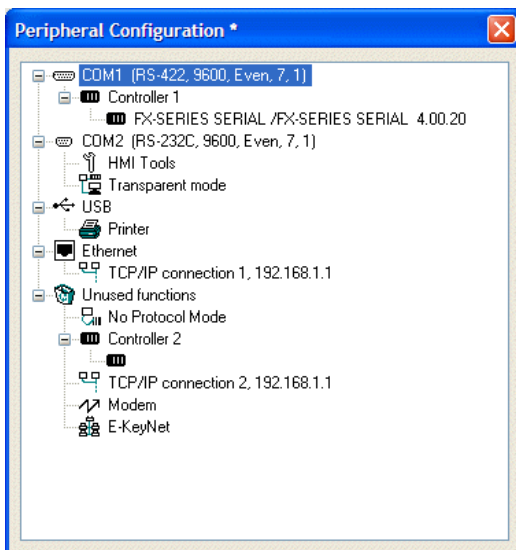 Peripheral Configuration *
COM1 (RS-422, 9600, Even, 7, 1)
Controller 1
FX-SERIES SERIAL /FX-SERIES SERIAL 4.00.20
COM2 (RS-232C, 9600, Even, 7, 1)
HMI Tools
Transparent mode
USB
Printer
Ethernet
TCP/IP connection 1, 192.168.1.1
Unused functions
No Protocol Mode
Controller 2
TCP/IP connection 2, 192.168.1.1
Modem
E-KeyNet